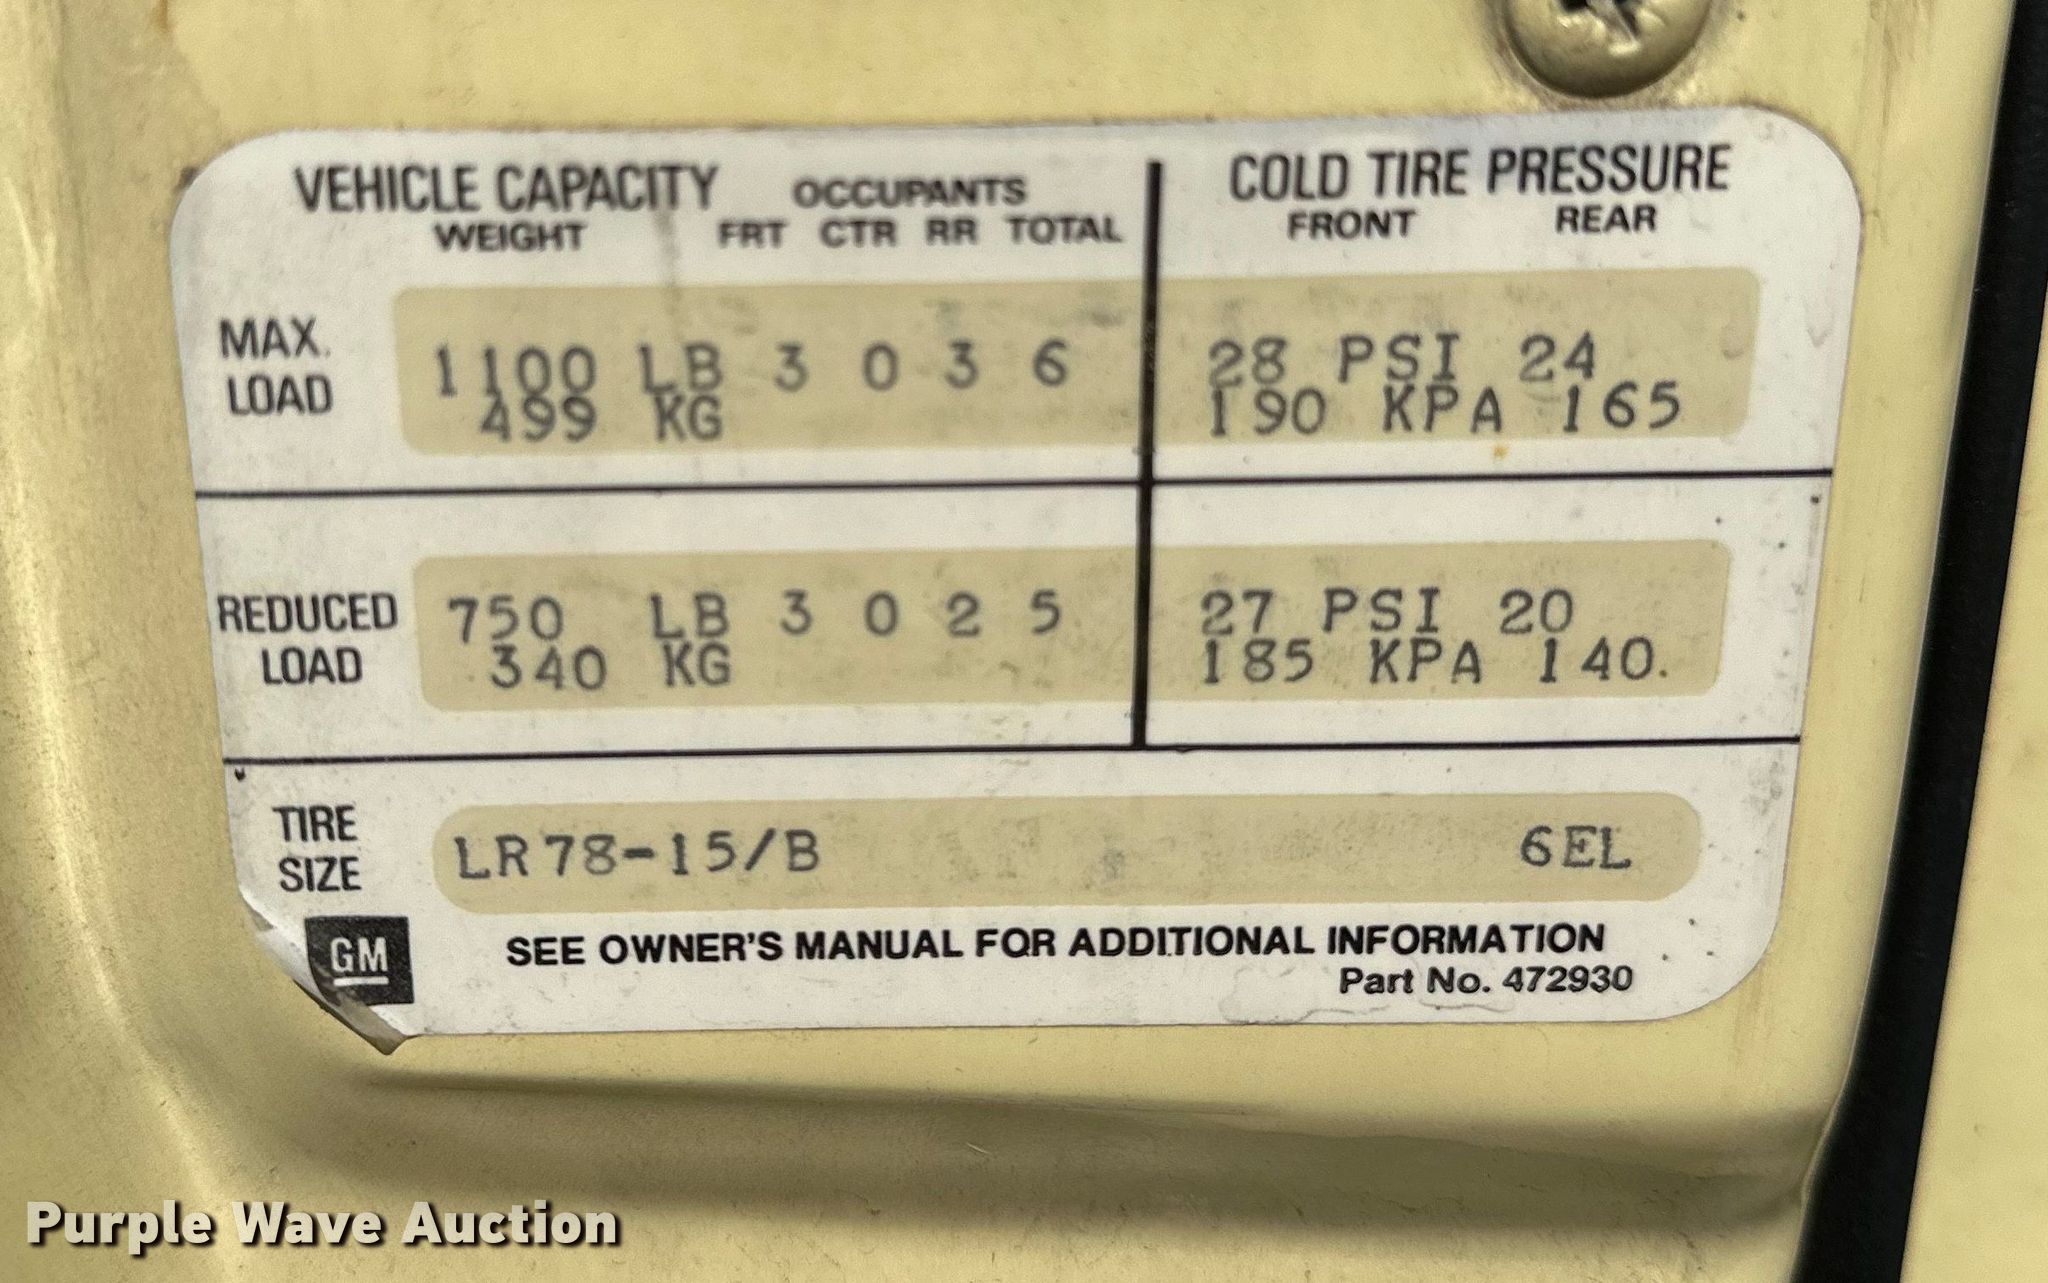 VEHICLE CAPACITY OCCUPANTS COLD TIRE PRESSURE
WEIGHT FRT CTR RR TOTAL FRONT REAR
MAX. LOAD
1100 LB 3 0 3 6 28 PSI 24
499 KG 190 KPA 165
REDUCED LOAD
750 LB 3 0 2 5 27 PSI 20
340 KG 185 KPA 140.
TIRE SIZE
LR78-15/B 6EL
GM SEE OWNER'S MANUAL FOR ADDITIONAL INFORMATION
Part No. 472930
Purple Wave Auction